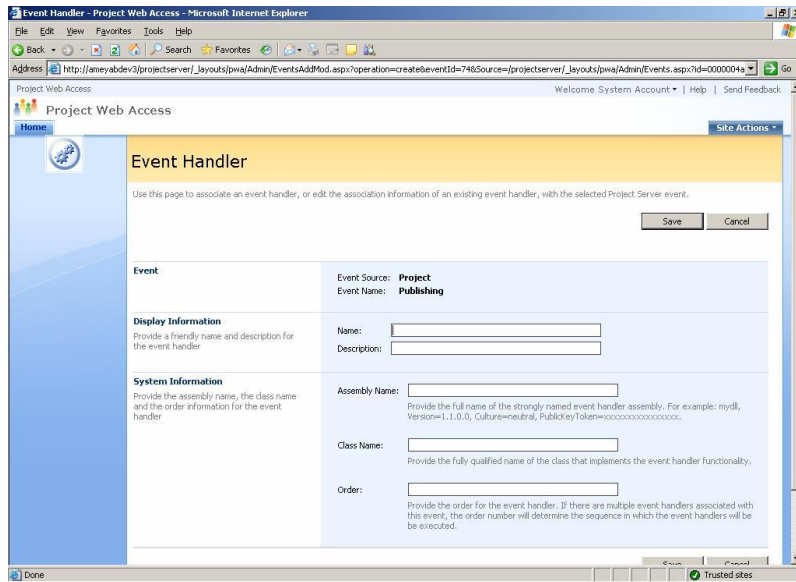 Event Handler - Project Web Access - Microsoft Internet Explorer
File Edit View Favorites Tools Help
Back Search Favorites
Address http://ameyabdev3/projectserver/_layouts/pwa/Admin/EventsAddMod.aspx?operation=create&eventId=74&Source=/projectserver/_layouts/pwa/Admin/Events.aspx?id=0000004a Go
Project Web Access Welcome System Account | Help | Send Feedback
Project Web Access
Home Site Actions
Event Handler
Use this page to associate an event handler, or edit the association information of an existing event handler, with the selected Project Server event.
Save Cancel
Event
Event Source: Project
Event Name: Publishing
Display Information
Provide a friendly name and description for
the event handler
Name:
Description:
System Information
Provide the assembly name, the class name
and the order information for the event
handler
Assembly Name:
Provide the full name of the strongly named event handler assembly. For example: mydll,
Version=1.1.0.0, Culture=neutral, PublicKeyToken=xxxxxxxxxxxxxxxx.
Class Name:
Provide the fully qualified name of the class that implements the event handler functionality.
Order:
Provide the order for the event handler. If there are multiple event handlers associated with
this event, the order number will determine the sequence in which the event handlers will be
be executed.
Save Cancel
Done Trusted sites